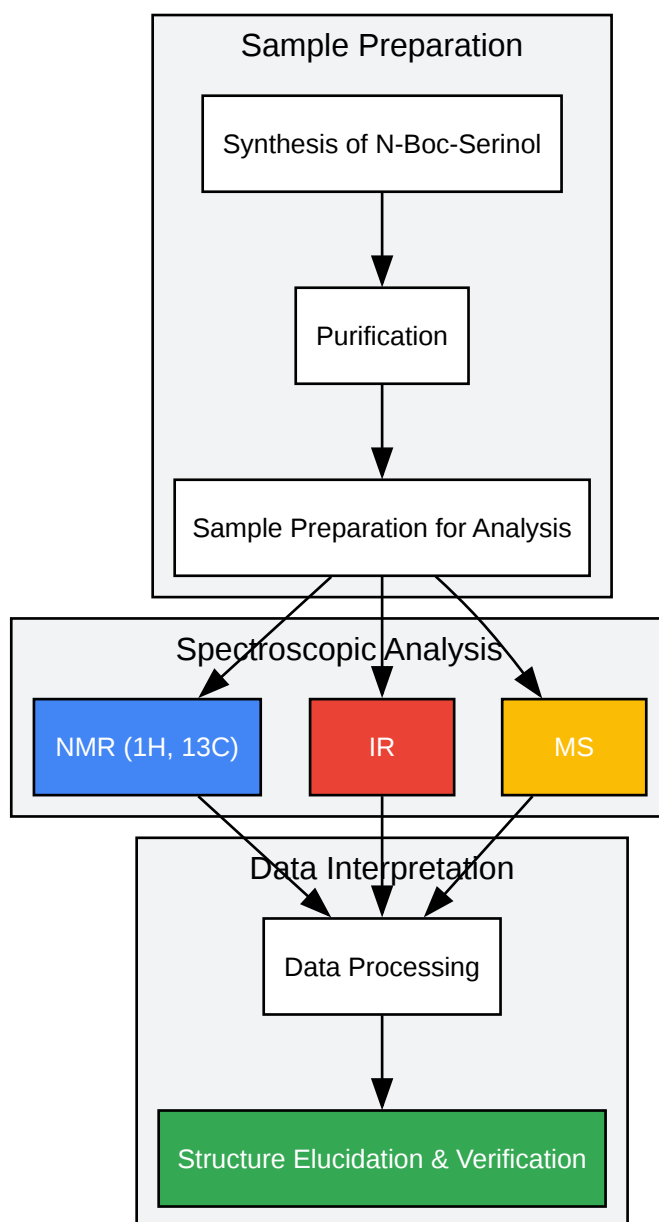 Sample Preparation
Synthesis of N-Boc-Serinol
Purification
Sample Preparation for Analysis
Spectroscopic Analysis
NMR (1H, 13C)
IR
MS
Data Interpretation
Data Processing
Structure Elucidation & Verification